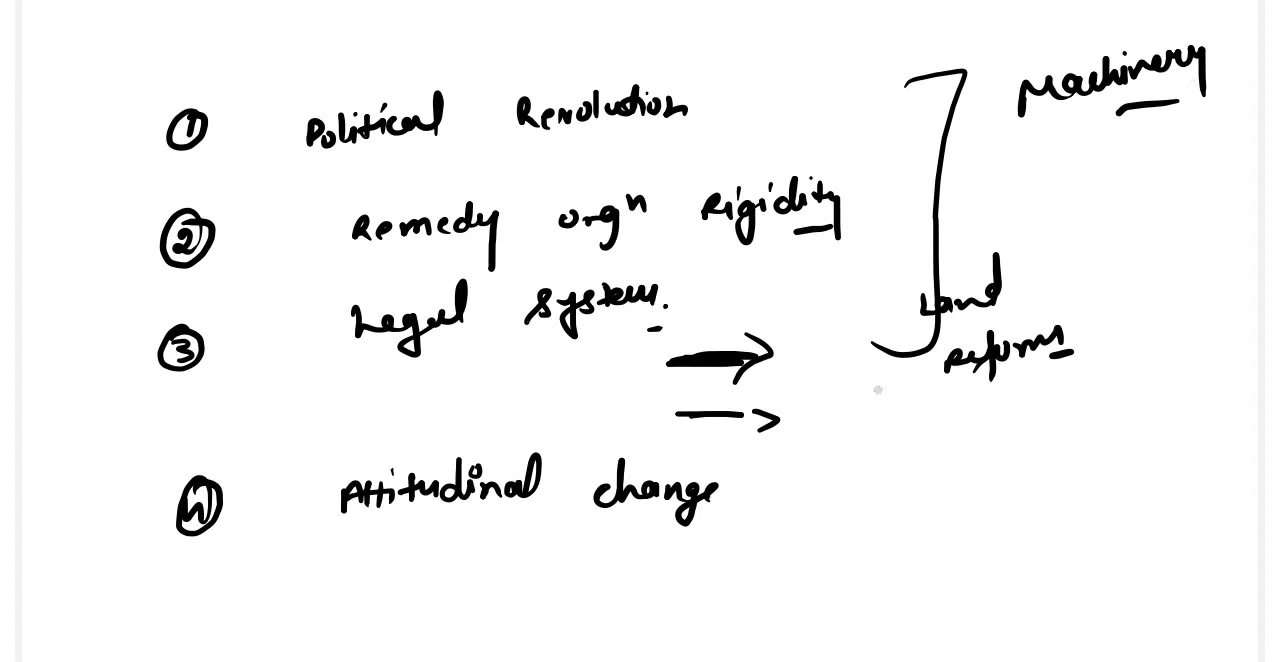 Machinery
① Political Revolution
② Remedy orgⁿ Rigidity
③ Legal System.
Land
Reforms
④ Attitudinal change